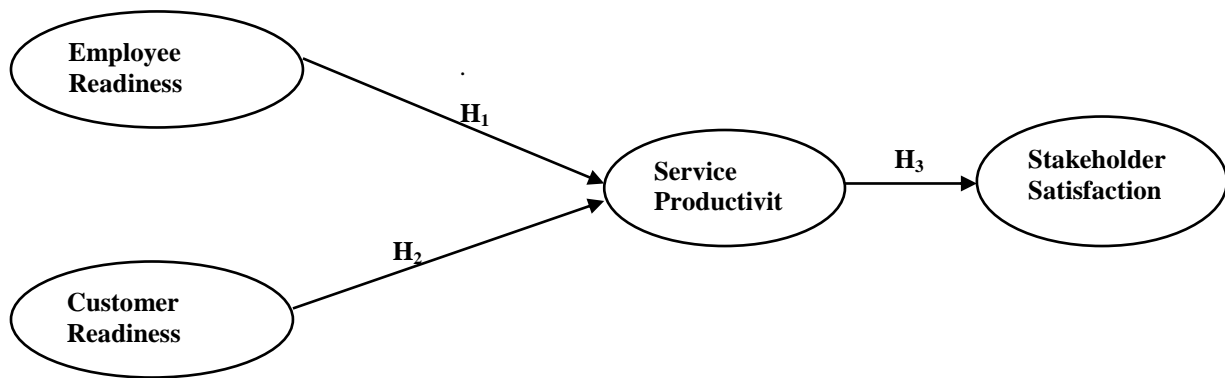 Employee
Readiness
H₁
Service
Productivit
H₃
Stakeholder
Satisfaction
H₂
Customer
Readiness